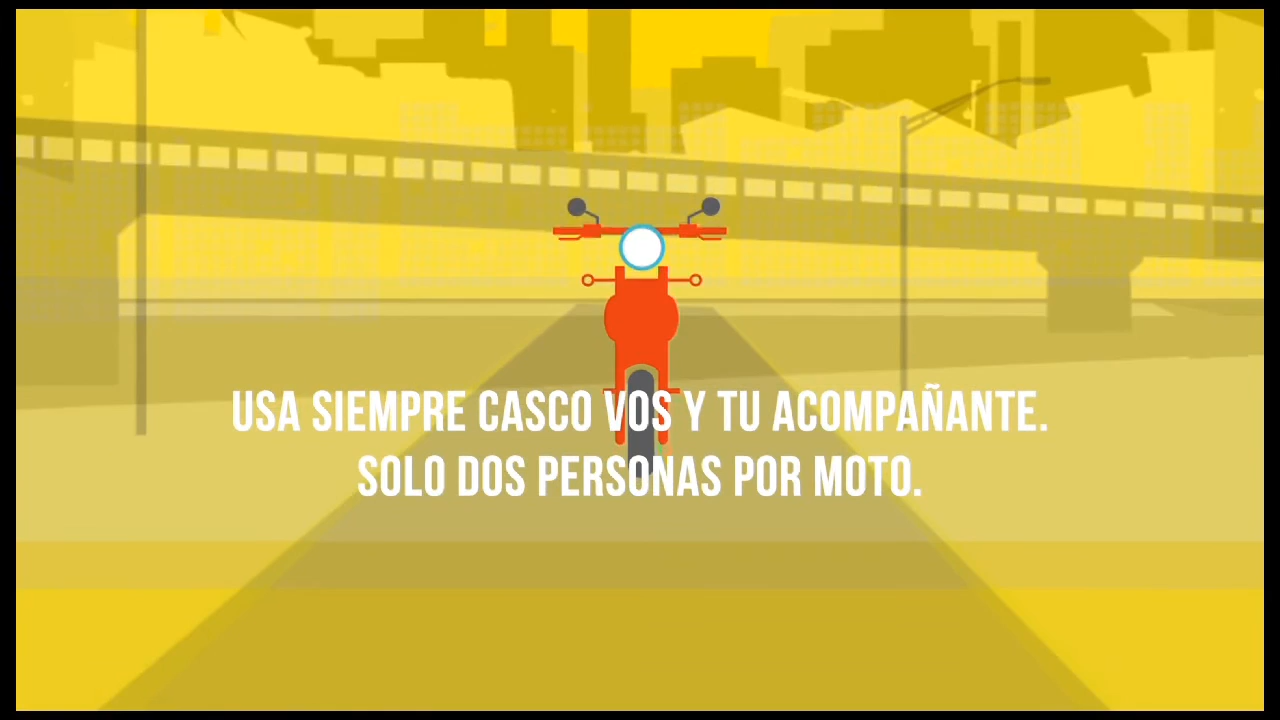 USA SIEMPRE CASCO VOS Y TU ACOMPAÑANTE.
SOLO DOS PERSONAS POR MOTO.